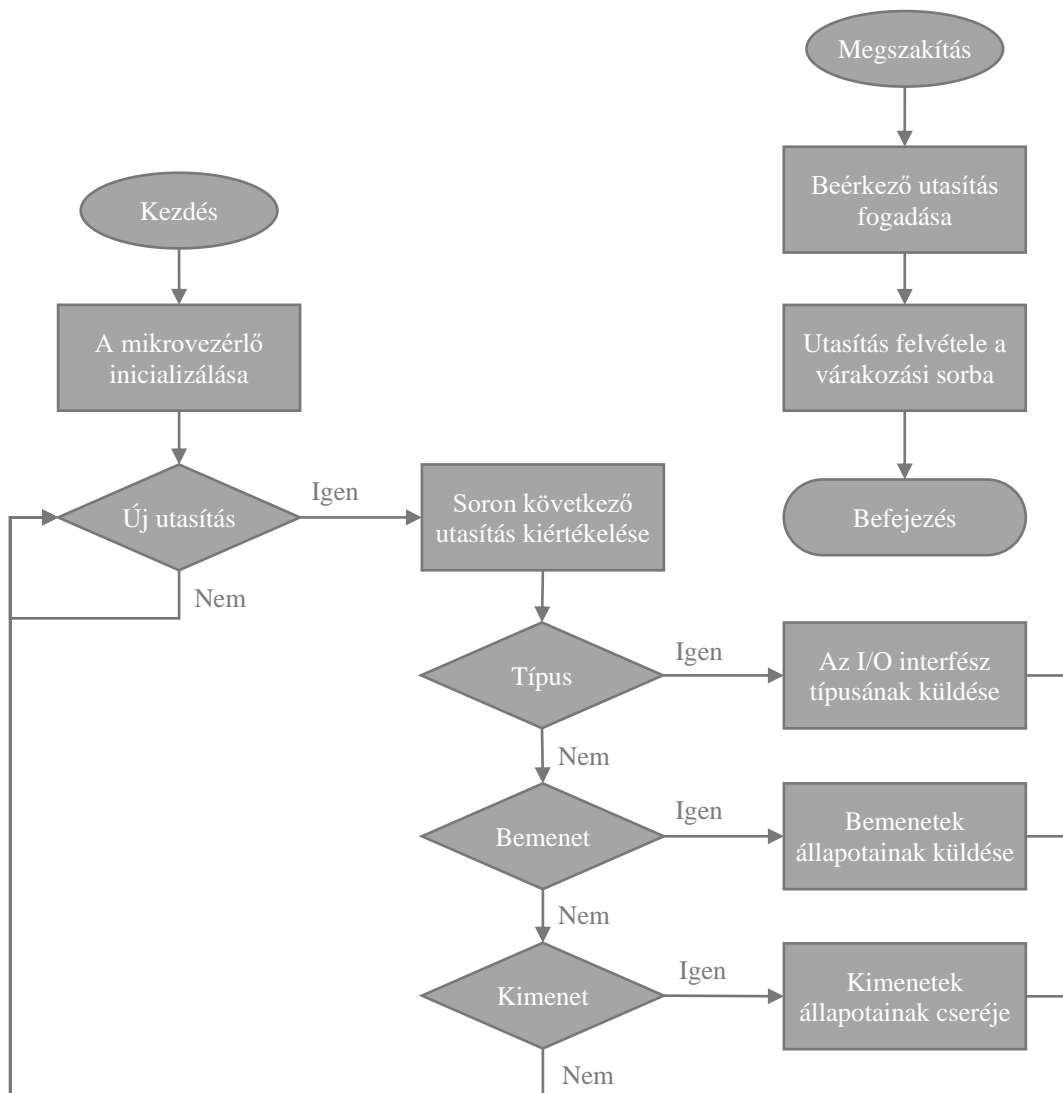 Megszakítás
Beérkező utasítás
fogadása
Utasítás felvétele a
várakozási sorba
Befejezés
Kezdés
A mikrovezérlő
inicializálása
Új utasítás
Igen
Nem
Soron következő
utasítás kiértékelése
Típus
Igen
Az I/O interfész
típusának küldése
Nem
Bemenet
Igen
Bemenetek
állapotainak küldése
Nem
Kimenet
Igen
Kimenetek
állapotainak cseréje
Nem